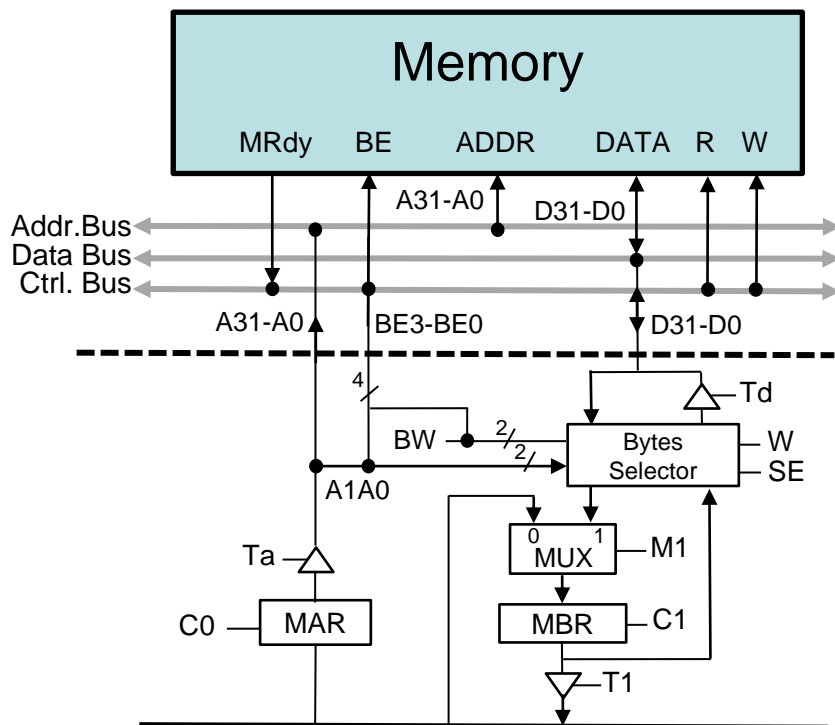 Memory
MRdy BE ADDR DATA R W
A31-A0 D31-D0
Addr.Bus
Data Bus
Ctrl. Bus
A31-A0 BE3-BE0 D31-D0
4
Td
BW 2 Bytes W
2 Selector SE
A1A0
0 1
Ta MUX M1
C0 MAR MBR C1
T1